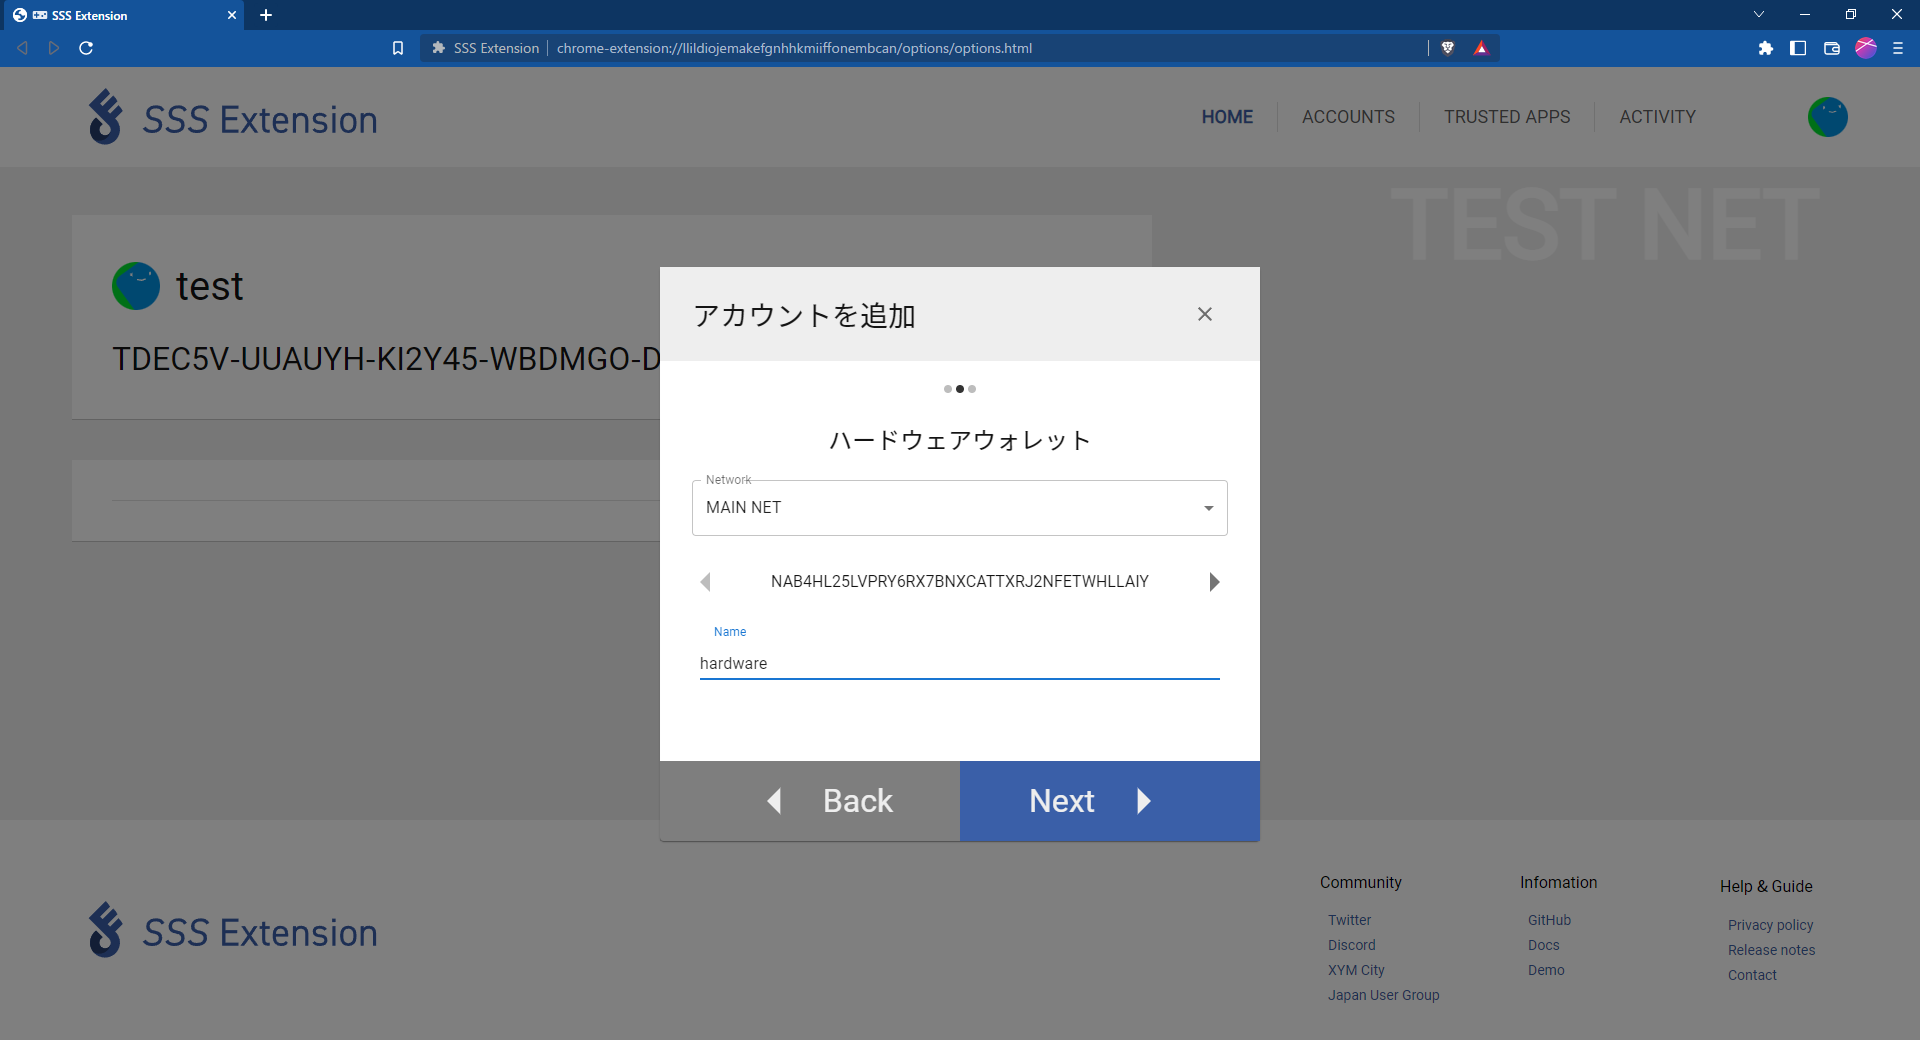 SSS Extension
SSS Extension
chrome-extension://llildiojemakefgnhhkmiiffonembcan/options/options.html
SSS Extension
HOME
ACCOUNTS
TRUSTED APPS
ACTIVITY
TEST NET
test
TDEC5V-UUAUYH-KI2Y45-WBDMGO-D
アカウントを追加
ハードウェアウォレット
Network
MAIN NET
NAB4HL25LVPRY6RX7BNXCATTXRJ2NFETWHLLAIY
Name
hardware
Back
Next
SSS Extension
Community
Twitter
Discord
XYM City
Japan User Group
Infomation
GitHub
Docs
Demo
Help & Guide
Privacy policy
Release notes
Contact